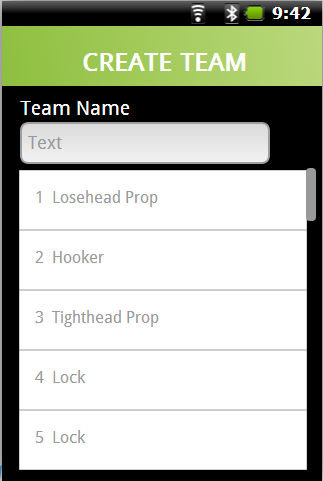 9:42
CREATE TEAM
Team Name
Text
1 Losehead Prop
2 Hooker
3 Tighthead Prop
4 Lock
5 Lock